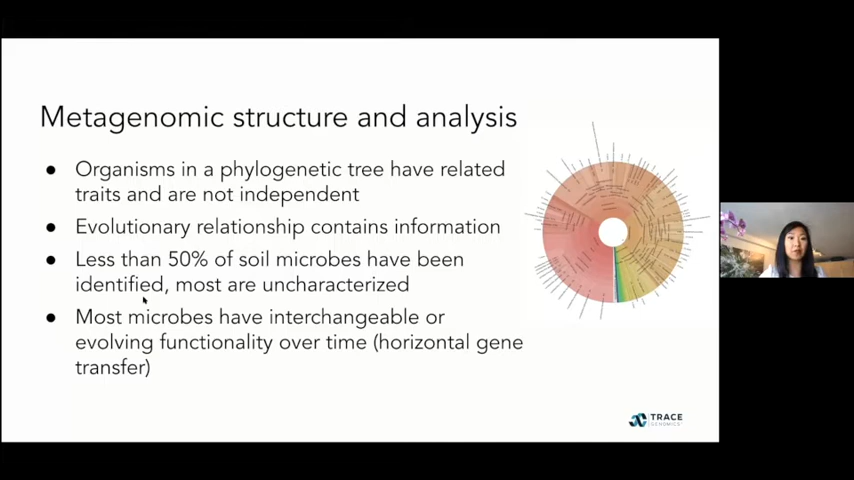 Metagenomic structure and analysis
● Organisms in a phylogenetic tree have related
traits and are not independent
● Evolutionary relationship contains information
● Less than 50% of soil microbes have been
identified, most are uncharacterized
● Most microbes have interchangeable or
evolving functionality over time (horizontal gene
transfer)
TRACE
GENOMICS